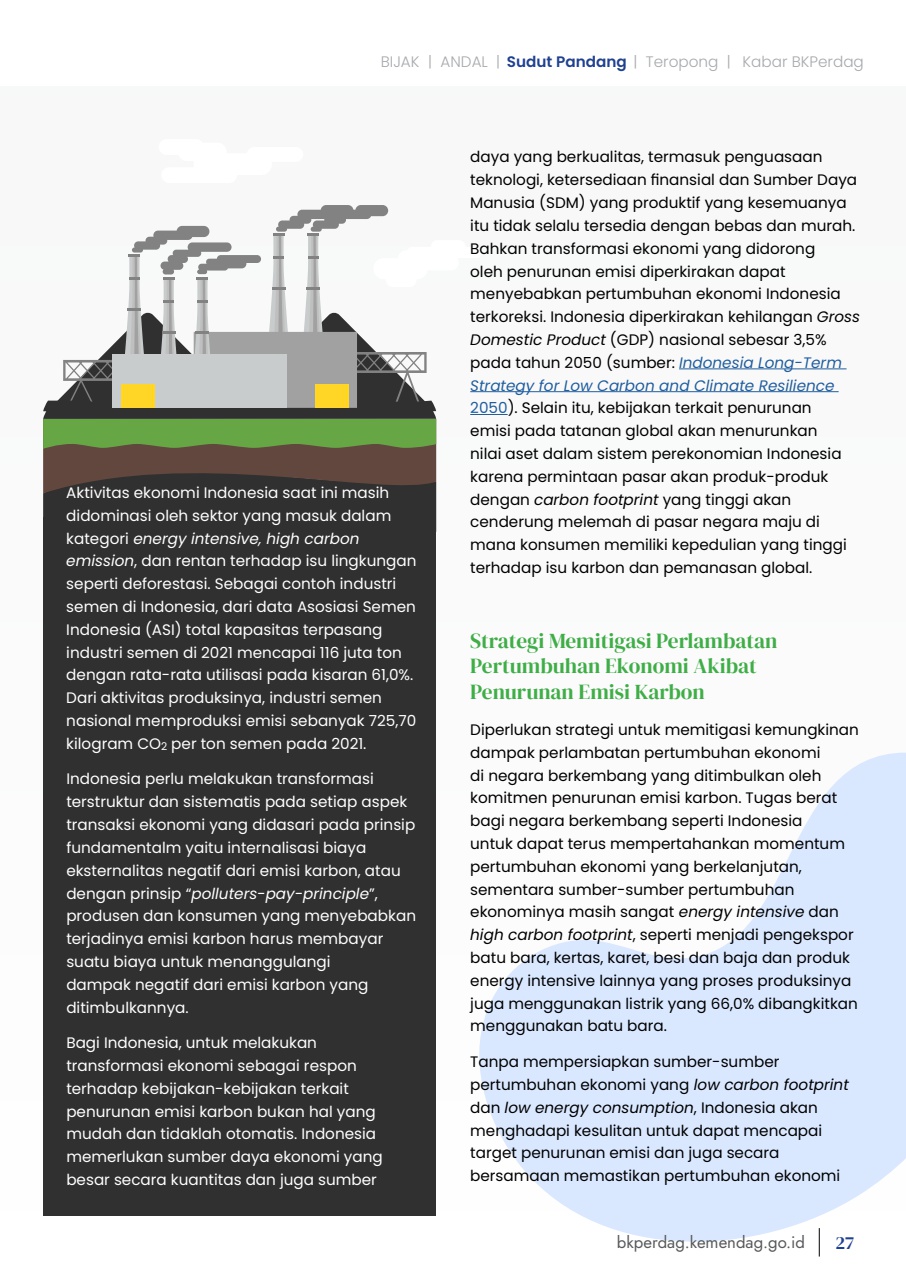 BIJAK | ANDAL | Sudut Pandang | Teropong | Kabar BKPerdag
Aktivitas ekonomi Indonesia saat ini masih
didominasi oleh sektor yang masuk dalam
kategori energy intensive, high carbon
emission, dan rentan terhadap isu lingkungan
seperti deforestasi. Sebagai contoh industri
semen di Indonesia, dari data Asosiasi Semen
Indonesia (ASI) total kapasitas terpasang
industri semen di 2021 mencapai 116 juta ton
dengan rata-rata utilisasi pada kisaran 61,0%.
Dari aktivitas produksinya, industri semen
nasional memproduksi emisi sebanyak 725,70
kilogram CO₂ per ton semen pada 2021.
Indonesia perlu melakukan transformasi
terstruktur dan sistematis pada setiap aspek
transaksi ekonomi yang didasari pada prinsip
fundamentalm yaitu internalisasi biaya
eksternalitas negatif dari emisi karbon, atau
dengan prinsip “polluters-pay-principle”,
produsen dan konsumen yang menyebabkan
terjadinya emisi karbon harus membayar
suatu biaya untuk menanggulangi
dampak negatif dari emisi karbon yang
ditimbulkannya.
Bagi Indonesia, untuk melakukan
transformasi ekonomi sebagai respon
terhadap kebijakan-kebijakan terkait
penurunan emisi karbon bukan hal yang
mudah dan tidaklah otomatis. Indonesia
memerlukan sumber daya ekonomi yang
besar secara kuantitas dan juga sumber
daya yang berkualitas, termasuk penguasaan
teknologi, ketersediaan finansial dan Sumber Daya
Manusia (SDM) yang produktif yang kesemuanya
itu tidak selalu tersedia dengan bebas dan murah.
Bahkan transformasi ekonomi yang didorong
oleh penurunan emisi diperkirakan dapat
menyebabkan pertumbuhan ekonomi Indonesia
terkoreksi. Indonesia diperkirakan kehilangan Gross
Domestic Product (GDP) nasional sebesar 3,5%
pada tahun 2050 (sumber: Indonesia Long-Term
Strategy for Low Carbon and Climate Resilience
2050). Selain itu, kebijakan terkait penurunan
emisi pada tatanan global akan menurunkan
nilai aset dalam sistem perekonomian Indonesia
karena permintaan pasar akan produk-produk
dengan carbon footprint yang tinggi akan
cenderung melemah di pasar negara maju di
mana konsumen memiliki kepedulian yang tinggi
terhadap isu karbon dan pemanasan global.
Strategi Memitigasi Perlambatan
Pertumbuhan Ekonomi Akibat
Penurunan Emisi Karbon
Diperlukan strategi untuk memitigasi kemungkinan
dampak perlambatan pertumbuhan ekonomi
di negara berkembang yang ditimbulkan oleh
komitmen penurunan emisi karbon. Tugas berat
bagi negara berkembang seperti Indonesia
untuk dapat terus mempertahankan momentum
pertumbuhan ekonomi yang berkelanjutan,
sementara sumber-sumber pertumbuhan
ekonominya masih sangat energy intensive dan
high carbon footprint, seperti menjadi pengekspor
batu bara, kertas, karet, besi dan baja dan produk
energy intensive lainnya yang proses produksinya
juga menggunakan listrik yang 66,0% dibangkitkan
menggunakan batu bara.
Tanpa mempersiapkan sumber-sumber
pertumbuhan ekonomi yang low carbon footprint
dan low energy consumption, Indonesia akan
menghadapi kesulitan untuk dapat mencapai
target penurunan emisi dan juga secara
bersamaan memastikan pertumbuhan ekonomi
bkperdag.kemendag.go.id | 27